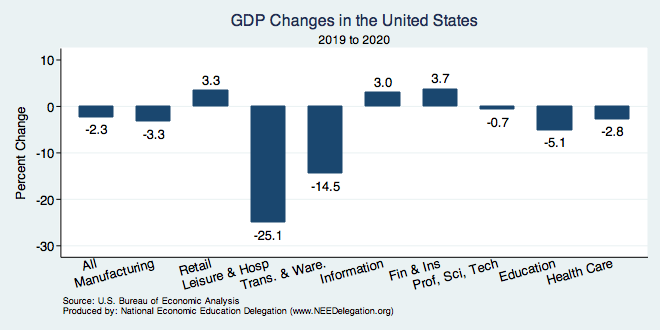 GDP Changes in the United States
2019 to 2020
Percent Change
10
0
-10
-20
-30
-2.3
-3.3
3.3
-25.1
-14.5
3.0
3.7
-0.7
-5.1
-2.8
All
Manufacturing
Retail
Leisure & Hosp
Trans. & Ware.
Information
Fin & Ins
Prof, Sci, Tech
Education
Health Care
Source: U.S. Bureau of Economic Analysis
Produced by: National Economic Education Delegation (www.NEEDelegation.org)